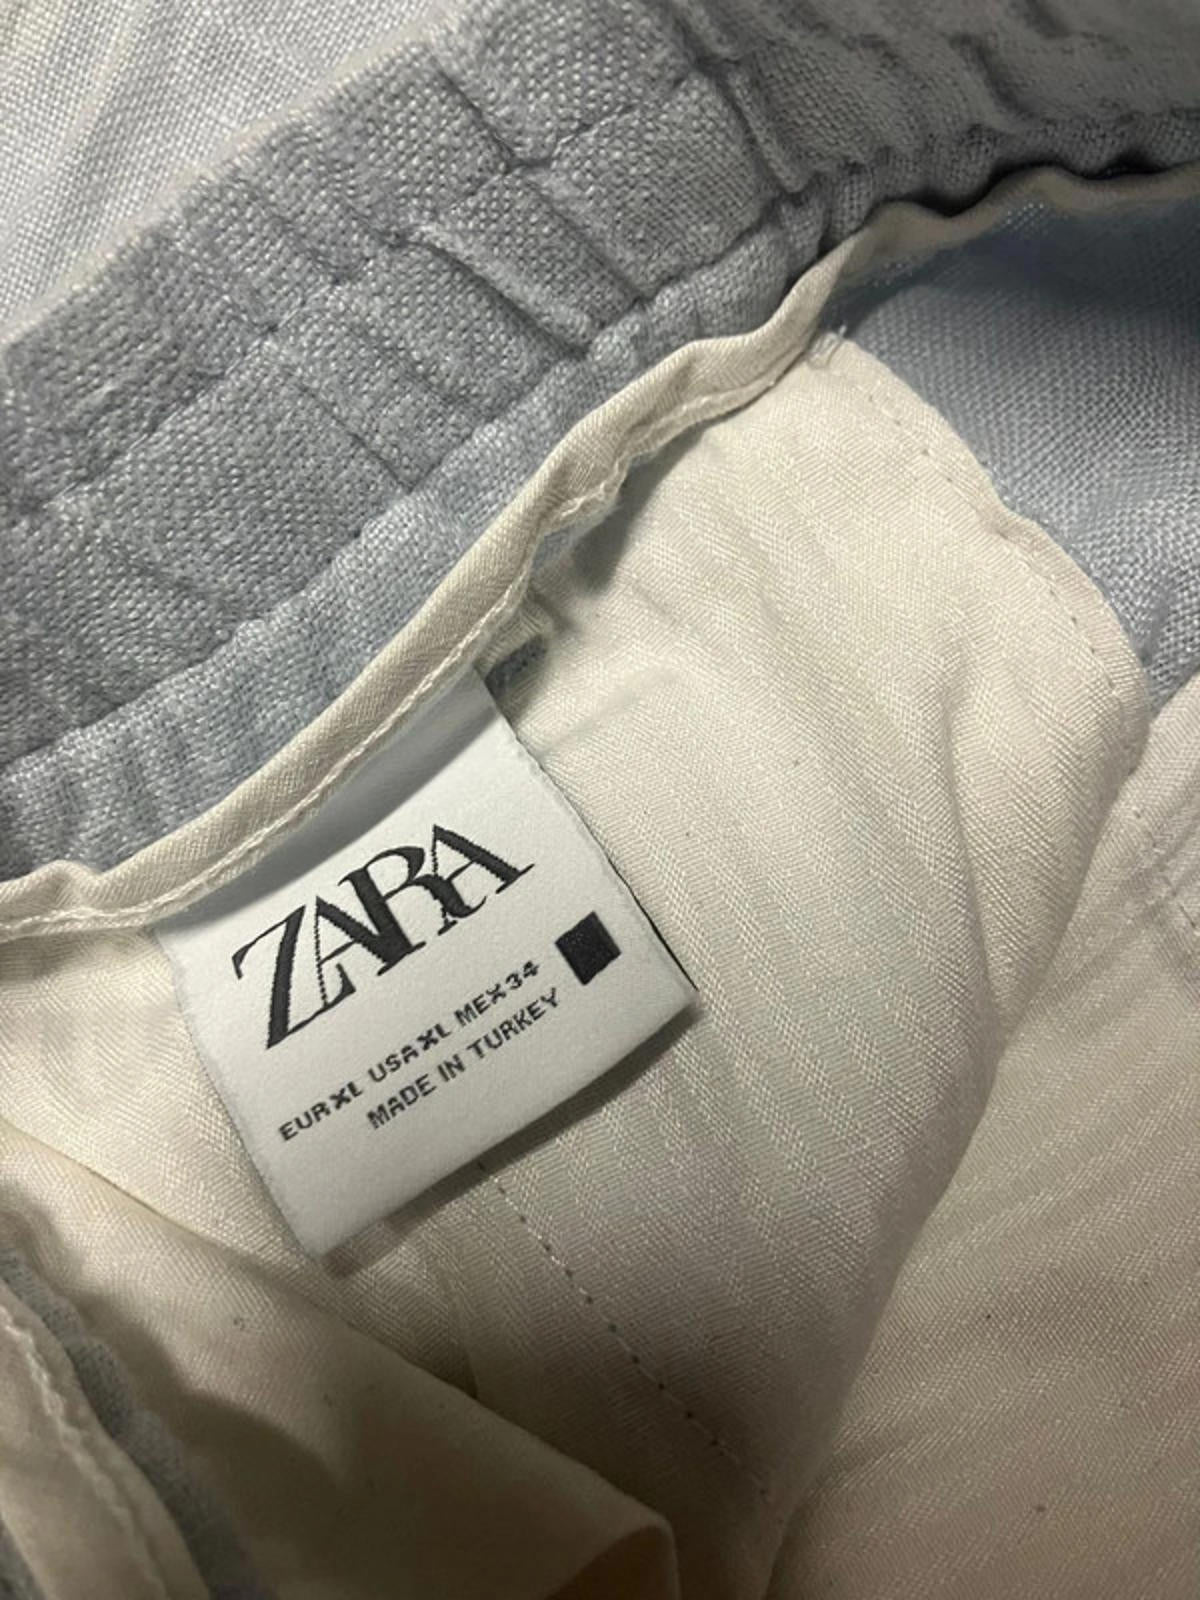 ZARA
EUR XL USA XL MEX 34
MADE IN TURKEY